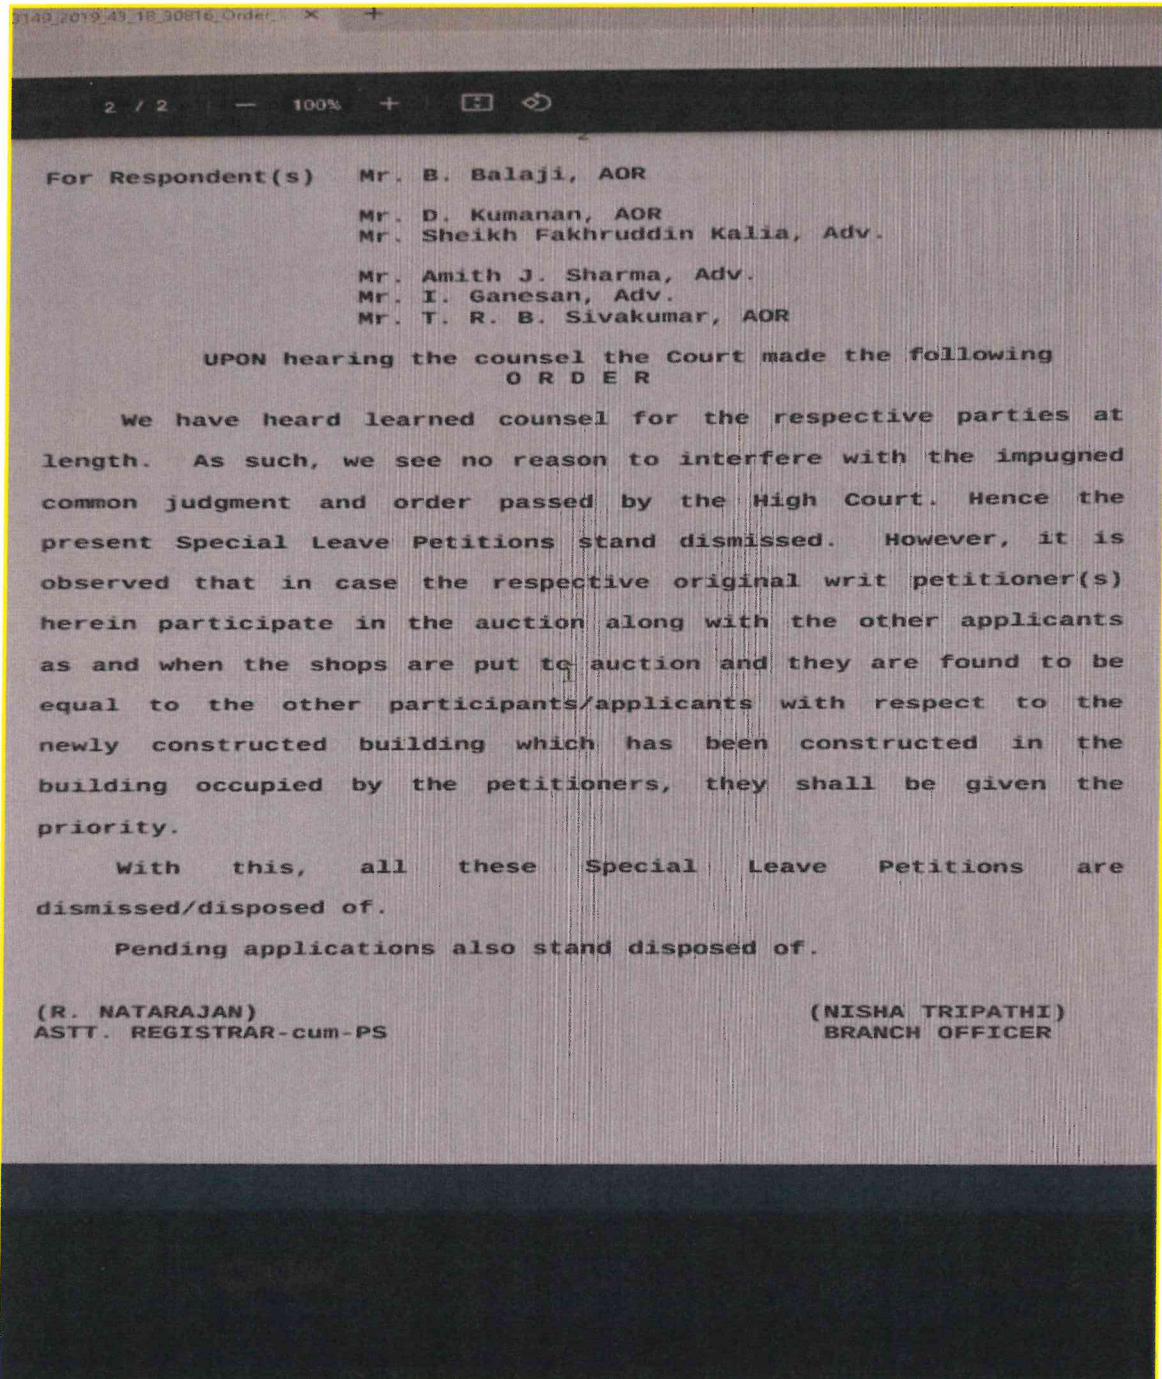 3149_2019_43_18_30816_Order_
2 / 2 — 100% +
2
For Respondent(s) Mr. B. Balaji, AOR
Mr. D. Kumanan, AOR
Mr. Sheikh Fakhruddin Kalia, Adv.
Mr. Amith J. Sharma, Adv.
Mr. I. Ganesan, Adv.
Mr. T. R. B. Sivakumar, AOR
UPON hearing the counsel the Court made the following
O R D E R
We have heard learned counsel for the respective parties at
length. As such, we see no reason to interfere with the impugned
common judgment and order passed by the High Court. Hence the
present Special Leave Petitions stand dismissed. However, it is
observed that in case the respective original writ petitioner(s)
herein participate in the auction along with the other applicants
as and when the shops are put to auction and they are found to be
equal to the other participants/applicants with respect to the
newly constructed building which has been constructed in the
building occupied by the petitioners, they shall be given the
priority.
With this, all these Special Leave Petitions are
dismissed/disposed of.
Pending applications also stand disposed of.
(R. NATARAJAN) (NISHA TRIPATHI)
ASTT. REGISTRAR-cum-PS BRANCH OFFICER